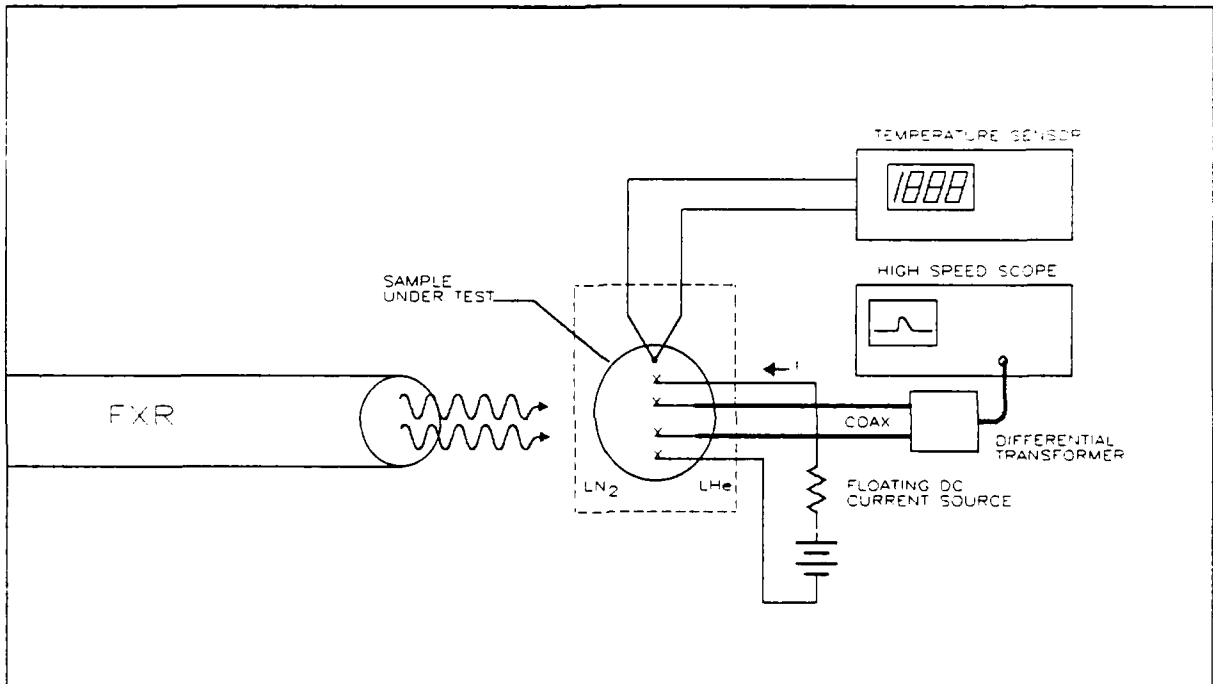 TEMPERATURE SENSOR
1888
HIGH SPEED SCOPE
SAMPLE
UNDER TEST
I
FXR
COAX
DIFFERENTIAL
TRANSFORMER
LN2
LHe
FLOATING DC
CURRENT SOURCE